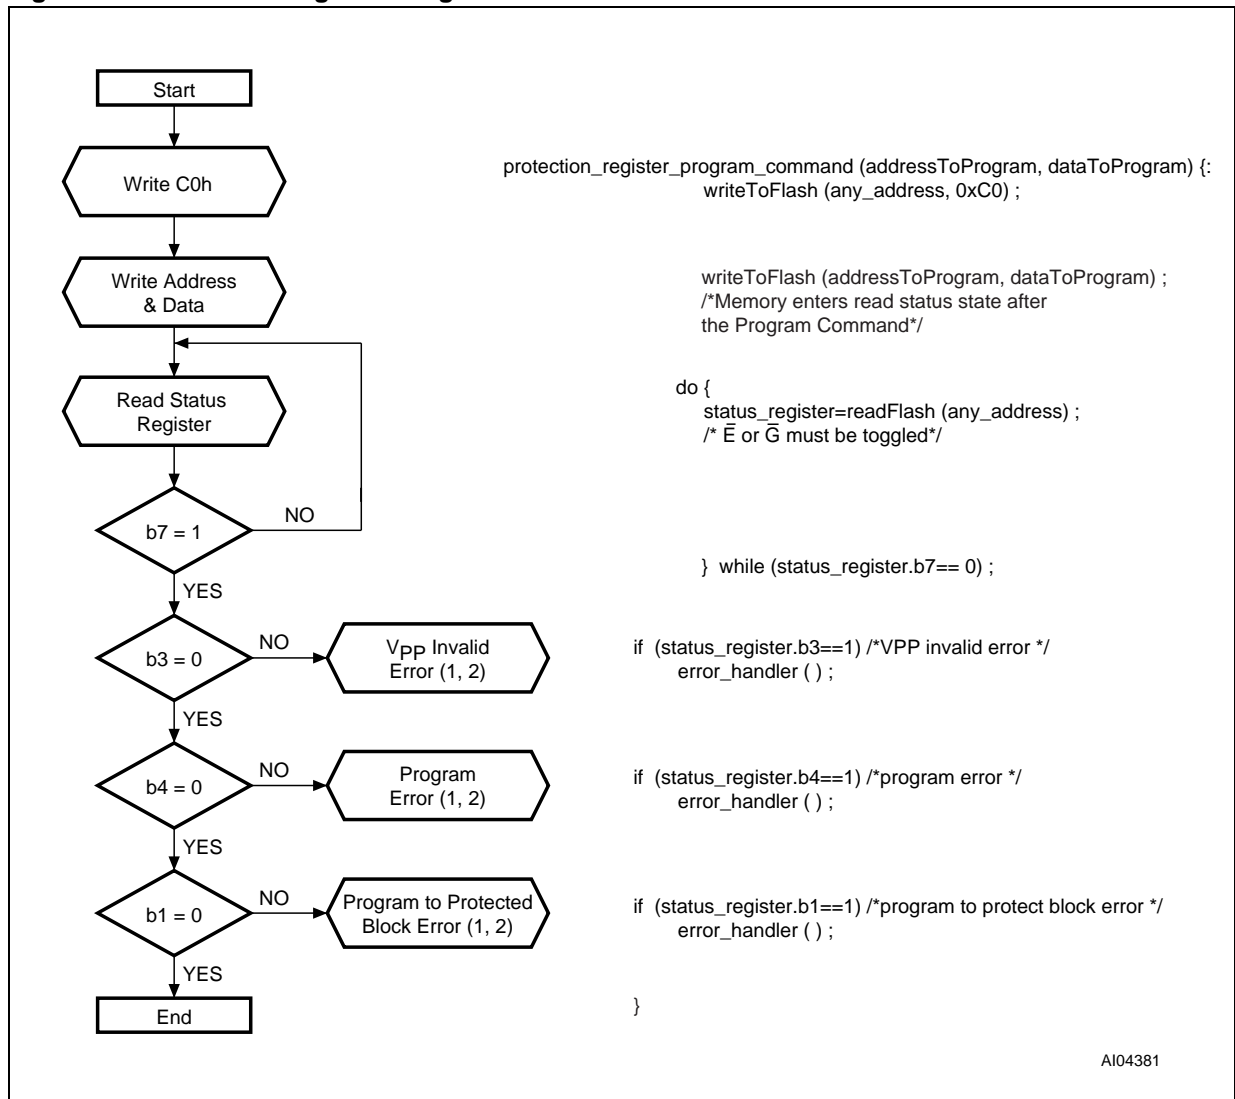 Start
Write C0h
protection_register_program_command (addressToProgram, dataToProgram) {:
writeToFlash (any_address, 0xC0) ;
Write Address
& Data
writeToFlash (addressToProgram, dataToProgram) ;
/*Memory enters read status state after
the Program Command*/
Read Status
Register
do {
status_register=readFlash (any_address) ;
/* E̅ or G̅ must be toggled*/
b7 = 1
NO
YES
} while (status_register.b7== 0) ;
b3 = 0
NO
YES
VPP Invalid
Error (1, 2)
if (status_register.b3==1) /*VPP invalid error */
error_handler ( ) ;
b4 = 0
NO
YES
Program
Error (1, 2)
if (status_register.b4==1) /*program error */
error_handler ( ) ;
b1 = 0
NO
YES
Program to Protected
Block Error (1, 2)
if (status_register.b1==1) /*program to protect block error */
error_handler ( ) ;
End
}
AI04381